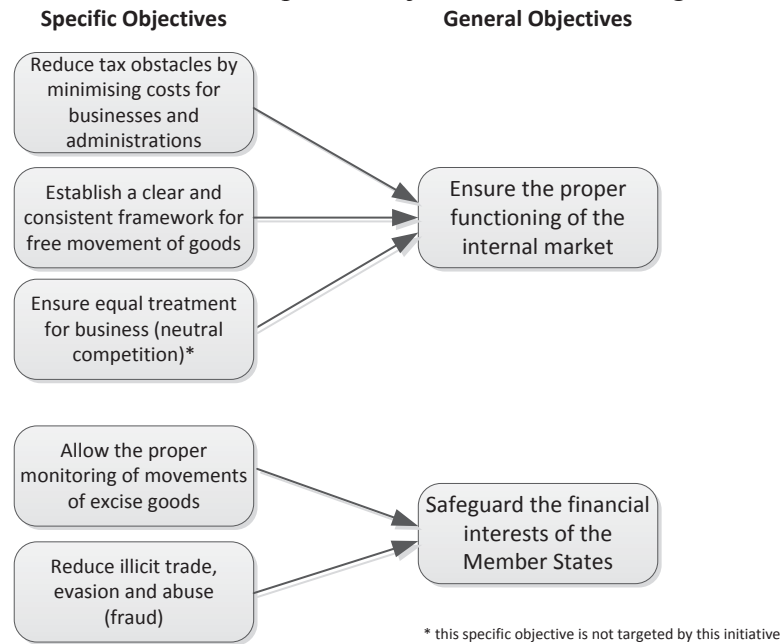 Specific Objectives
General Objectives
Reduce tax obstacles by
minimising costs for
businesses and
administrations
Establish a clear and
consistent framework for
free movement of goods
Ensure equal treatment
for business (neutral
competition)*
Ensure the proper
functioning of the
internal market
Allow the proper
monitoring of movements
of excise goods
Reduce illicit trade,
evasion and abuse
(fraud)
Safeguard the financial
interests of the
Member States
* this specific objective is not targeted by this initiative